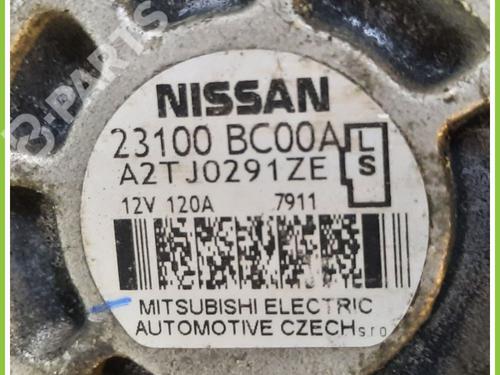 B-PARTS
NISSAN
23100 BC00A
L
S
A2TJ0291ZE
12V 120A 7911
MITSUBISHI ELECTRIC
AUTOMOTIVE CZECH s.r.o